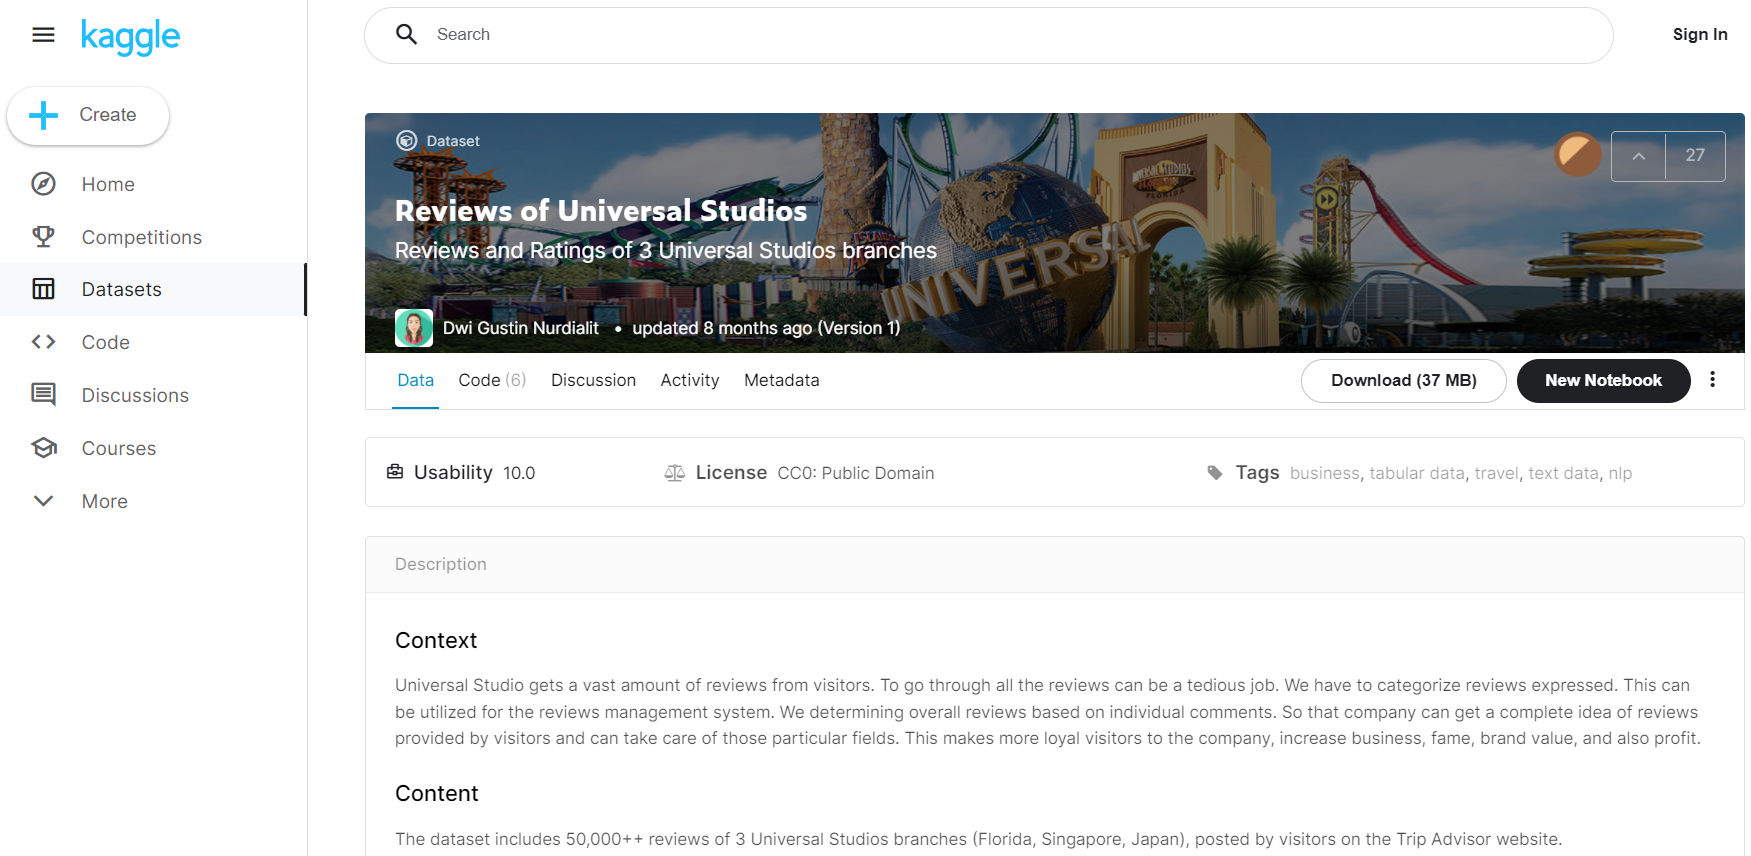 kaggle
Search
Sign In
Create
Home
Competitions
Datasets
Code
Discussions
Courses
More
Dataset
27
Reviews of Universal Studios
Reviews and Ratings of 3 Universal Studios branches
UNIVERSAL STUDIOS
FLORIDA
UNIVERSAL
Dwi Gustin Nurdialit • updated 8 months ago (Version 1)
Data Code (6) Discussion Activity Metadata
Download (37 MB) New Notebook
Usability 10.0 License CC0: Public Domain Tags business, tabular data, travel, text data, nlp
Description
Context
Universal Studio gets a vast amount of reviews from visitors. To go through all the reviews can be a tedious job. We have to categorize reviews expressed. This can
be utilized for the reviews management system. We determining overall reviews based on individual comments. So that company can get a complete idea of reviews
provided by visitors and can take care of those particular fields. This makes more loyal visitors to the company, increase business, fame, brand value, and also profit.
Content
The dataset includes 50,000++ reviews of 3 Universal Studios branches (Florida, Singapore, Japan), posted by visitors on the Trip Advisor website.